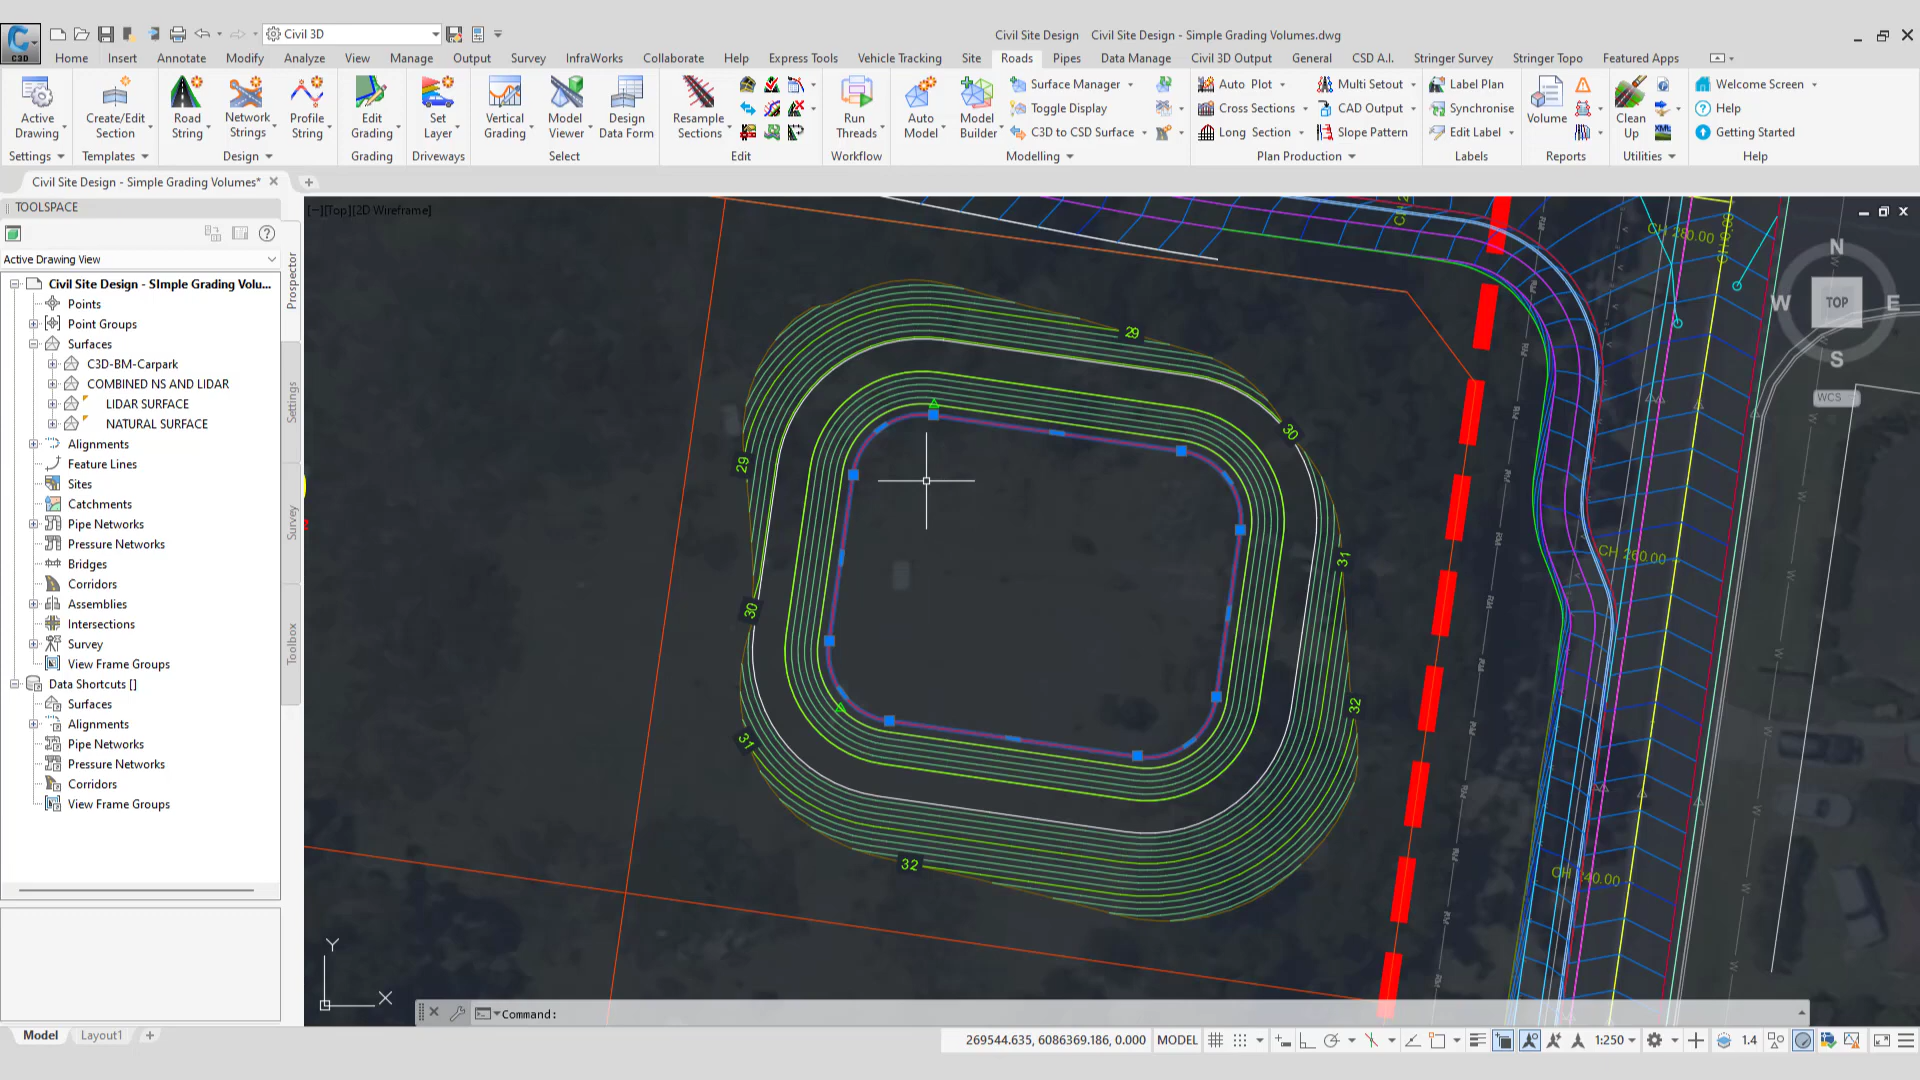 Civil 3D
Civil Site Design    Civil Site Design - Simple Grading Volumes.dwg
C3D
Home Insert Annotate Modify Analyze View Manage Output Survey InfraWorks Collaborate Help Express Tools Vehicle Tracking Site Roads Pipes Data Manage Civil 3D Output General CSD A.I. Stringer Survey Stringer Topo Featured Apps
Active Drawing
Create/Edit Section
Road String
Network Strings
Profile String
Edit Grading
Set Layer
Vertical Grading
Model Viewer
Design Data Form
Resample Sections
Run Threads
Auto Model
Model Builder
Surface Manager
Toggle Display
C3D to CSD Surface
Auto Plot
Cross Sections
Long Section
Multi Setout
CAD Output
Slope Pattern
Label Plan
Synchronise
Edit Label
Volume
Clean Up
XML
Welcome Screen
Help
Getting Started
Settings Templates Design Grading Driveways Select Edit Workflow Modelling Plan Production Labels Reports Utilities Help
Civil Site Design - Simple Grading Volumes*
TOOLSPACE
Active Drawing View
Civil Site Design - SImple Grading Volu...
Points
Point Groups
Surfaces
C3D-BM-Carpark
COMBINED NS AND LIDAR
LIDAR SURFACE
NATURAL SURFACE
Alignments
Feature Lines
Sites
Catchments
Pipe Networks
Pressure Networks
Bridges
Corridors
Assemblies
Intersections
Survey
View Frame Groups
Data Shortcuts []
Surfaces
Alignments
Pipe Networks
Pressure Networks
Corridors
View Frame Groups
Prospector
Settings
Survey
Toolbox
[−][Top][2D Wireframe]
29
29
30
30
31
31
32
32
CH 280.00
CH 260.00
CH 240.00
N
W TOP E
S
WCS
Y
X
Command:
Model Layout1
269544.635, 6086369.186, 0.000 MODEL 1:250 1.4